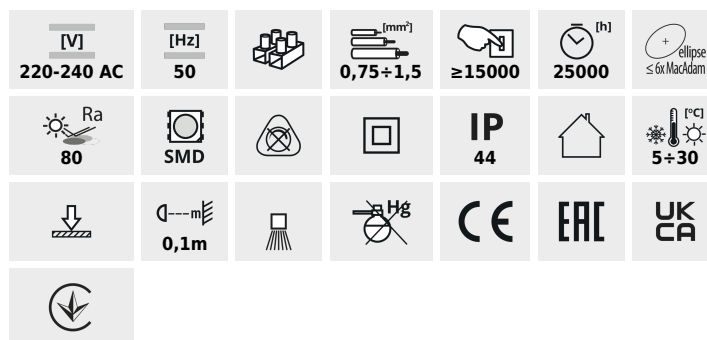 [V]
220-240 AC
[Hz]
50
[mm²]
0,75÷1,5
≥15000
[h]
25000
ellipse
≤ 6x MacAdam
Ra
80
SMD
IP
44
[°C]
5÷30
m
0,1m
Hg
CE
EAC
UK
CA